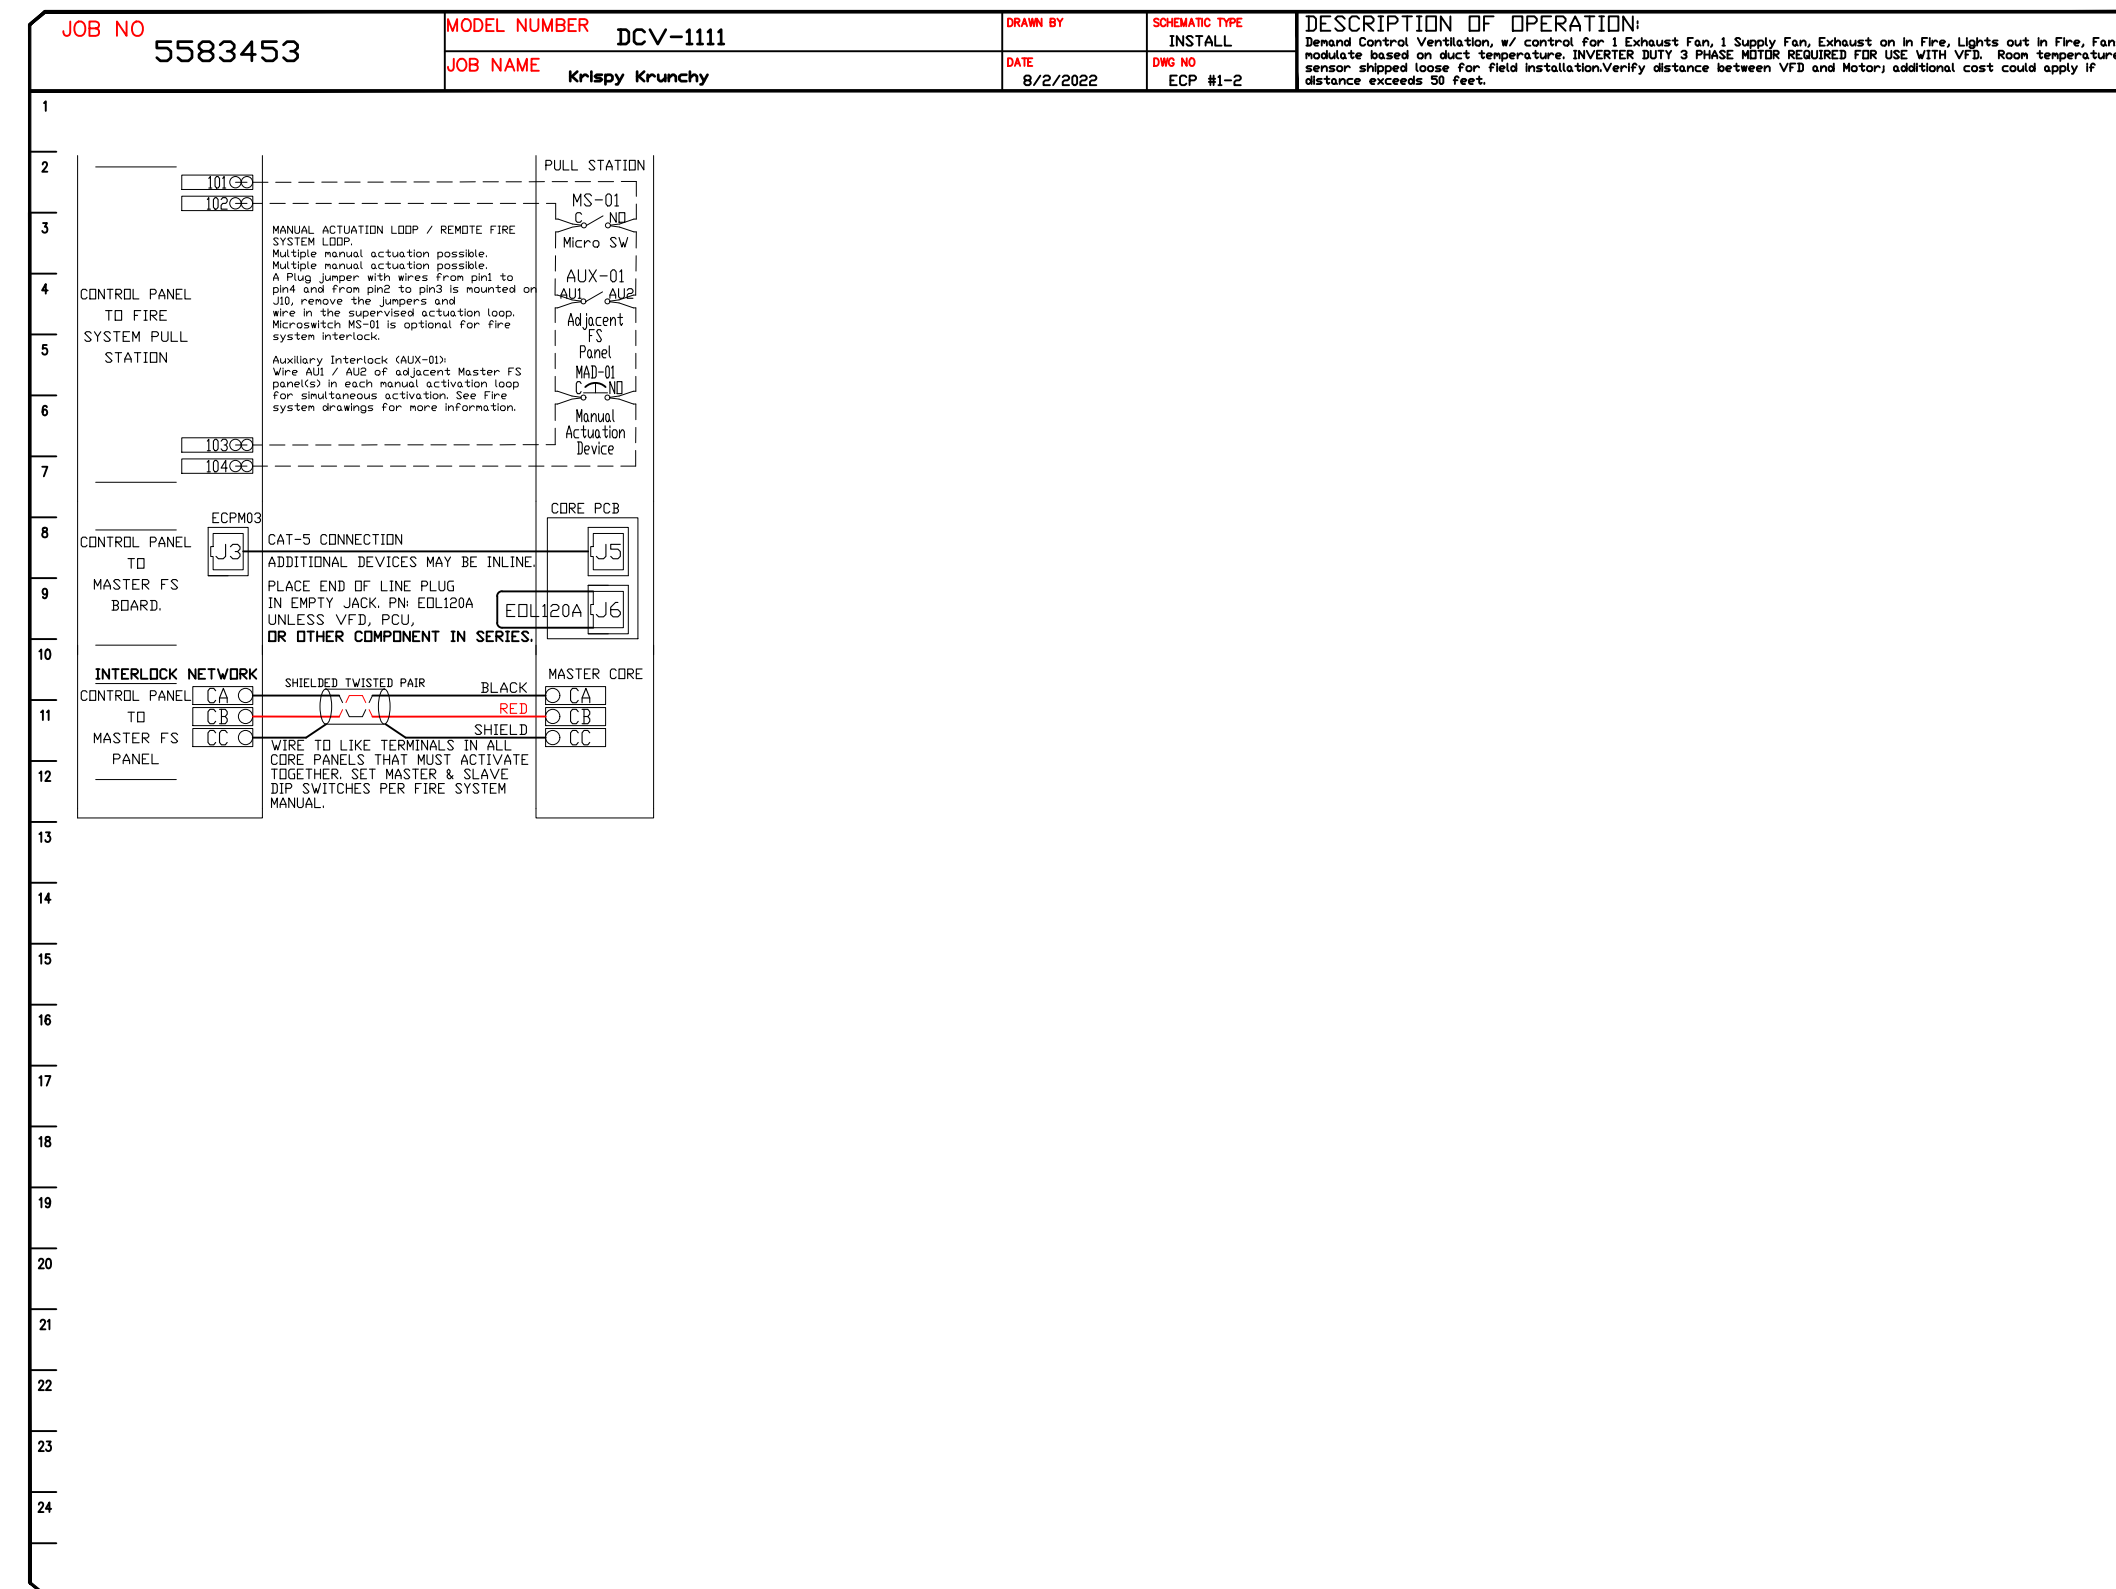 JOB NO
5583453
MODEL NUMBER
DCV-1111
JOB NAME
Krispy Krunchy
DRAWN BY
DATE
8/2/2022
SCHEMATIC TYPE
INSTALL
DWG NO
ECP #1-2
DESCRIPTION OF OPERATION:
Demand Control Ventilation, w/ control for 1 Exhaust Fan, 1 Supply Fan, Exhaust on in Fire, Lights out in Fire, Fan
modulate based on duct temperature. INVERTER DUTY 3 PHASE MOTOR REQUIRED FOR USE WITH VFD. Room temperature
sensor shipped loose for field installation.Verify distance between VFD and Motor; additional cost could apply if
distance exceeds 50 feet.
1
2
3
4
5
6
7
8
9
10
11
12
13
14
15
16
17
18
19
20
21
22
23
24
CONTROL PANEL
TO FIRE
SYSTEM PULL
STATION
101
102
103
104
MANUAL ACTUATION LOOP / REMOTE FIRE
SYSTEM LOOP.
Multiple manual actuation possible.
Multiple manual actuation possible.
A Plug jumper with wires from pin1 to
pin4 and from pin2 to pin3 is mounted on
J10, remove the jumpers and
wire in the supervised actuation loop.
Microswitch MS-01 is optional for fire
system interlock.
Auxiliary Interlock (AUX-01):
Wire AU1 / AU2 of adjacent Master FS
panel(s) in each manual activation loop
for simultaneous activation. See Fire
system drawings for more information.
PULL STATION
MS-01
C NO
Micro SW
AUX-01
AU1 AU2
Adjacent
FS
Panel
MAD-01
C NO
Manual
Actuation
Device
CONTROL PANEL
TO
MASTER FS
BOARD.
ECPM03
J3
CAT-5 CONNECTION
ADDITIONAL DEVICES MAY BE INLINE.
PLACE END OF LINE PLUG
IN EMPTY JACK. PN: EOL120A
UNLESS VFD, PCU,
OR OTHER COMPONENT IN SERIES.
CORE PCB
J5
EOL120A
J6
INTERLOCK NETWORK
CONTROL PANEL
TO
MASTER FS
PANEL
CA
CB
CC
SHIELDED TWISTED PAIR
BLACK
RED
SHIELD
MASTER CORE
CA
CB
CC
WIRE TO LIKE TERMINALS IN ALL
CORE PANELS THAT MUST ACTIVATE
TOGETHER. SET MASTER & SLAVE
DIP SWITCHES PER FIRE SYSTEM
MANUAL.